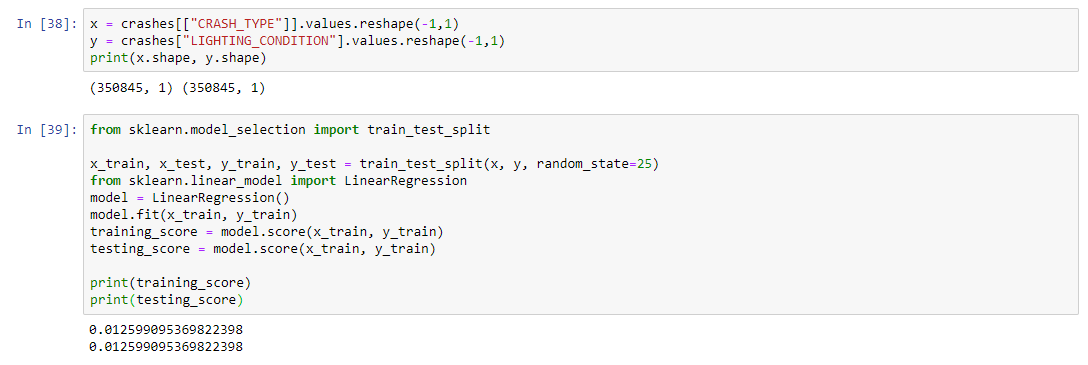 In [38]: x = crashes[["CRASH_TYPE"]].values.reshape(-1,1)
y = crashes["LIGHTING_CONDITION"].values.reshape(-1,1)
print(x.shape, y.shape)
(350845, 1) (350845, 1)
In [39]: from sklearn.model_selection import train_test_split
x_train, x_test, y_train, y_test = train_test_split(x, y, random_state=25)
from sklearn.linear_model import LinearRegression
model = LinearRegression()
model.fit(x_train, y_train)
training_score = model.score(x_train, y_train)
testing_score = model.score(x_train, y_train)
print(training_score)
print(testing_score)
0.012599095369822398
0.012599095369822398